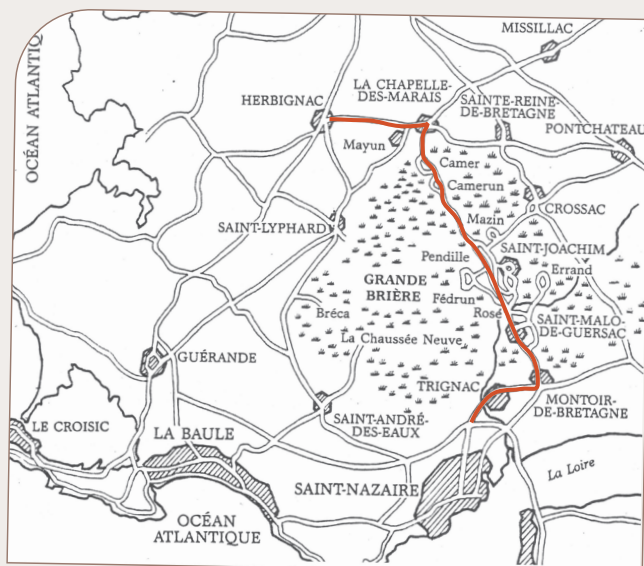 OCÉAN ATLANTIQ
MISSILLAC
LA CHAPELLE-
DES-MARAIS
HERBIGNAC
SAINTE-REINE-
DE-BRETAGNE
PONTCHATEAU
Mayun
Camer
Camerun
CROSSAC
Mazin
SAINT-LYPHARD
SAINT-JOACHIM
Pendille
Errand
GRANDE
BRIÈRE
Fédrun
Rosé
Bréca
SAINT-MALO-
DE-GUERSAC
La Chaussée Neuve
GUÉRANDE
TRIGNAC
MONTOIR-
DE-BRETAGNE
SAINT-ANDRÉ-
DES-EAUX
LE CROISIC
LA BAULE
La Loire
SAINT-NAZAIRE
OCÉAN
ATLANTIQUE